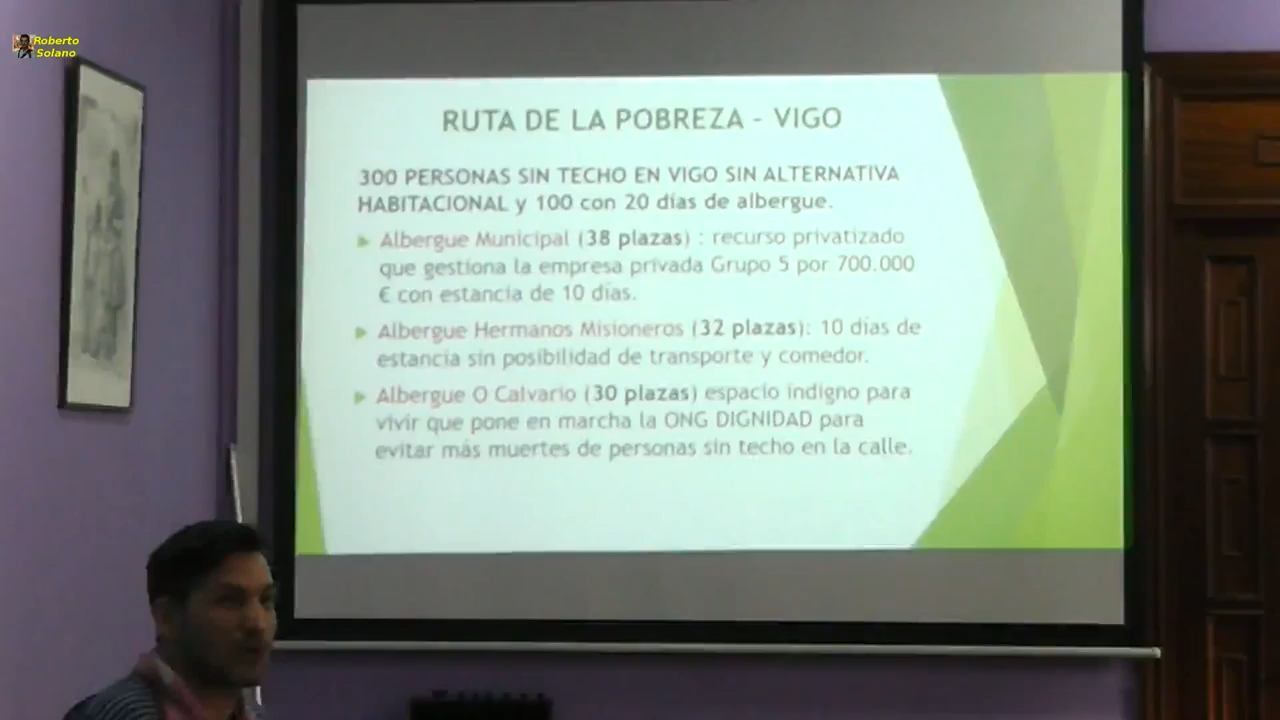 Roberto
Solano
RUTA DE LA POBREZA - VIGO
300 PERSONAS SIN TECHO EN VIGO SIN ALTERNATIVA
HABITACIONAL y 100 con 20 días de albergue.
Albergue Municipal (38 plazas) : recurso privatizado
que gestiona la empresa privada Grupo 5 por 700.000
€ con estancia de 10 días.
Albergue Hermanos Misioneros (32 plazas): 10 días de
estancia sin posibilidad de transporte y comedor.
Albergue O Calvario (30 plazas) espacio indigno para
vivir que pone en marcha la ONG DIGNIDAD para
evitar más muertes de personas sin techo en la calle.